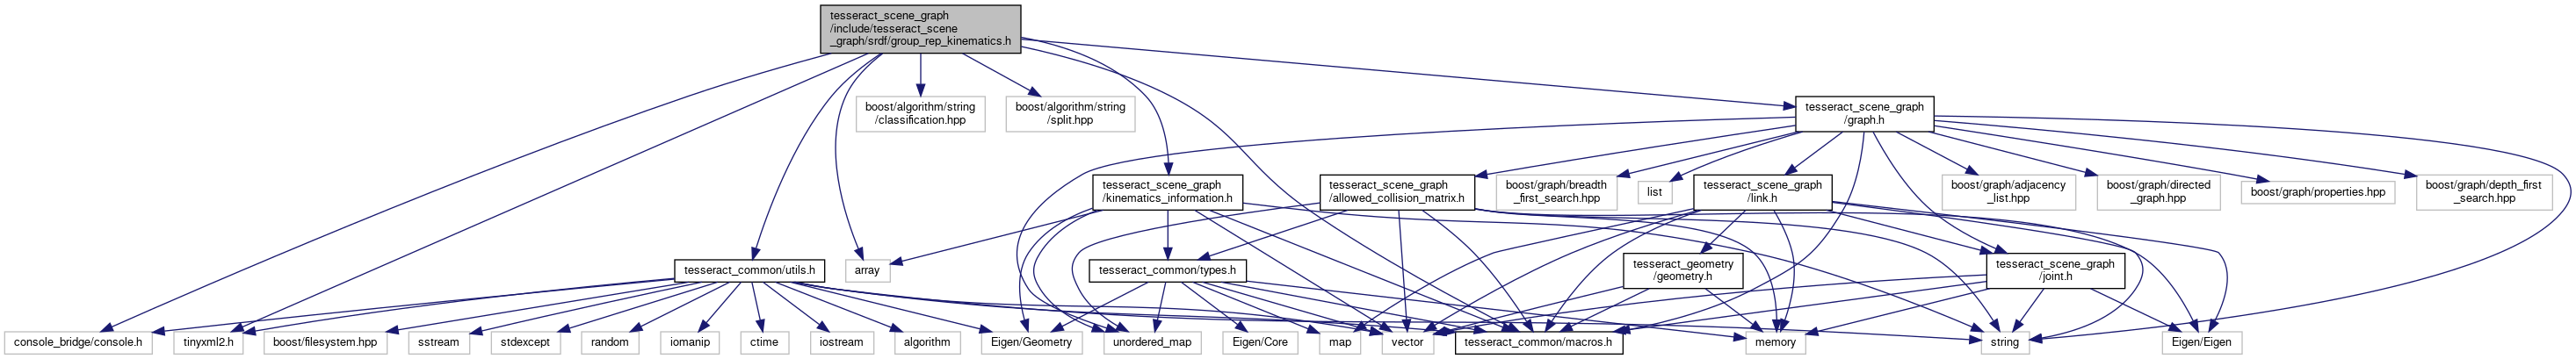 tesseract_scene_graph
/include/tesseract_scene
_graph/srdf/group_rep_kinematics.h
boost/algorithm/string
/classification.hpp
boost/algorithm/string
/split.hpp
tesseract_scene_graph
/graph.h
tesseract_scene_graph
/kinematics_information.h
tesseract_scene_graph
/allowed_collision_matrix.h
boost/graph/breadth
_first_search.hpp
list
tesseract_scene_graph
/link.h
boost/graph/adjacency
_list.hpp
boost/graph/directed
_graph.hpp
boost/graph/properties.hpp
boost/graph/depth_first
_search.hpp
tesseract_common/utils.h
array
tesseract_common/types.h
tesseract_geometry
/geometry.h
tesseract_scene_graph
/joint.h
console_bridge/console.h
tinyxml2.h
boost/filesystem.hpp
sstream
stdexcept
random
iomanip
ctime
iostream
algorithm
Eigen/Geometry
unordered_map
Eigen/Core
map
vector
tesseract_common/macros.h
memory
string
Eigen/Eigen